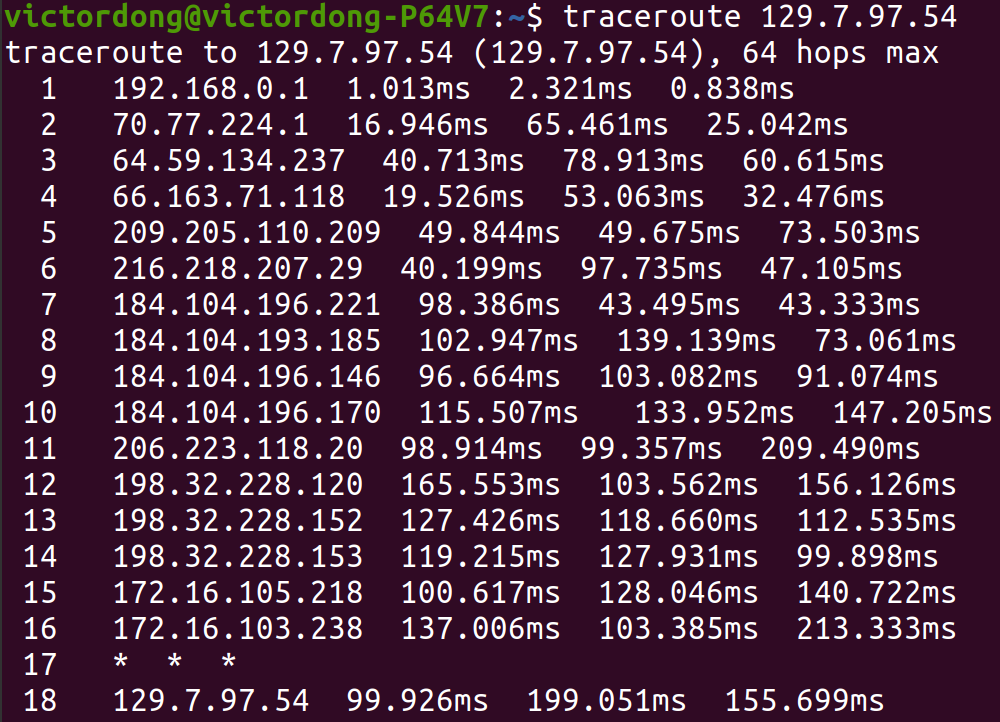 victordong@victordong-P64V7:~$ traceroute 129.7.97.54
traceroute to 129.7.97.54 (129.7.97.54), 64 hops max
1 192.168.0.1 1.013ms 2.321ms 0.838ms
2 70.77.224.1 16.946ms 65.461ms 25.042ms
3 64.59.134.237 40.713ms 78.913ms 60.615ms
4 66.163.71.118 19.526ms 53.063ms 32.476ms
5 209.205.110.209 49.844ms 49.675ms 73.503ms
6 216.218.207.29 40.199ms 97.735ms 47.105ms
7 184.104.196.221 98.386ms 43.495ms 43.333ms
8 184.104.193.185 102.947ms 139.139ms 73.061ms
9 184.104.196.146 96.664ms 103.082ms 91.074ms
10 184.104.196.170 115.507ms 133.952ms 147.205ms
11 206.223.118.20 98.914ms 99.357ms 209.490ms
12 198.32.228.120 165.553ms 103.562ms 156.126ms
13 198.32.228.152 127.426ms 118.660ms 112.535ms
14 198.32.228.153 119.215ms 127.931ms 99.898ms
15 172.16.105.218 100.617ms 128.046ms 140.722ms
16 172.16.103.238 137.006ms 103.385ms 213.333ms
17 * * *
18 129.7.97.54 99.926ms 199.051ms 155.699ms